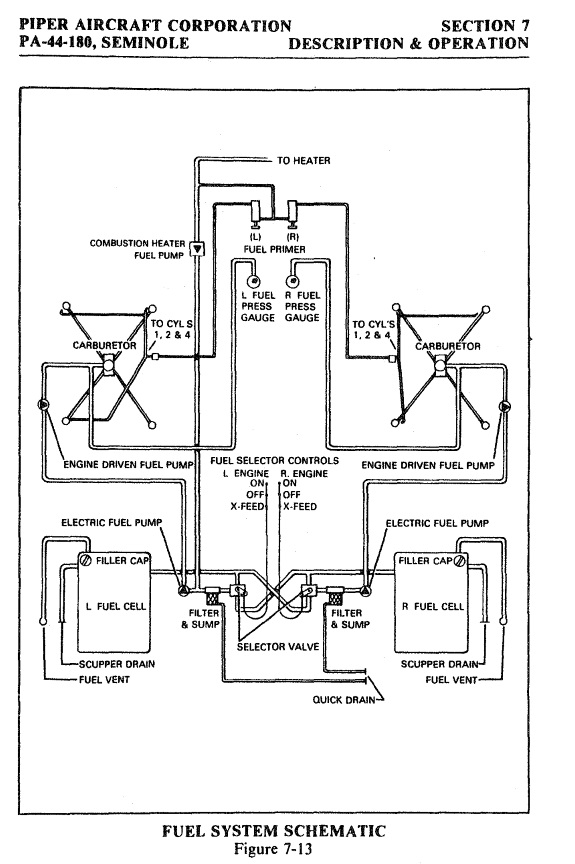 PIPER AIRCRAFT CORPORATION
SECTION 7
PA-44-180, SEMINOLE
DESCRIPTION & OPERATION
TO HEATER
(L)
(R)
FUEL PRIMER
COMBUSTION HEATER
FUEL PUMP
L FUEL
PRESS
GAUGE
R FUEL
PRESS
GAUGE
TO CYL'S
1, 2 & 4
CARBURETOR
TO CYL'S
1, 2 & 4
CARBURETOR
ENGINE DRIVEN FUEL PUMP
FUEL SELECTOR CONTROLS
L ENGINE
R. ENGINE
ON
ON
OFF
OFF
X-FEED
X-FEED
ENGINE DRIVEN FUEL PUMP
ELECTRIC FUEL PUMP
ELECTRIC FUEL PUMP
FILLER CAP
FILLER CAP
L FUEL CELL
R FUEL CELL
FILTER
& SUMP
FILTER
& SUMP
SELECTOR VALVE
SCUPPER DRAIN
FUEL VENT
SCUPPER DRAIN
FUEL VENT
QUICK DRAIN
FUEL SYSTEM SCHEMATIC
Figure 7-13